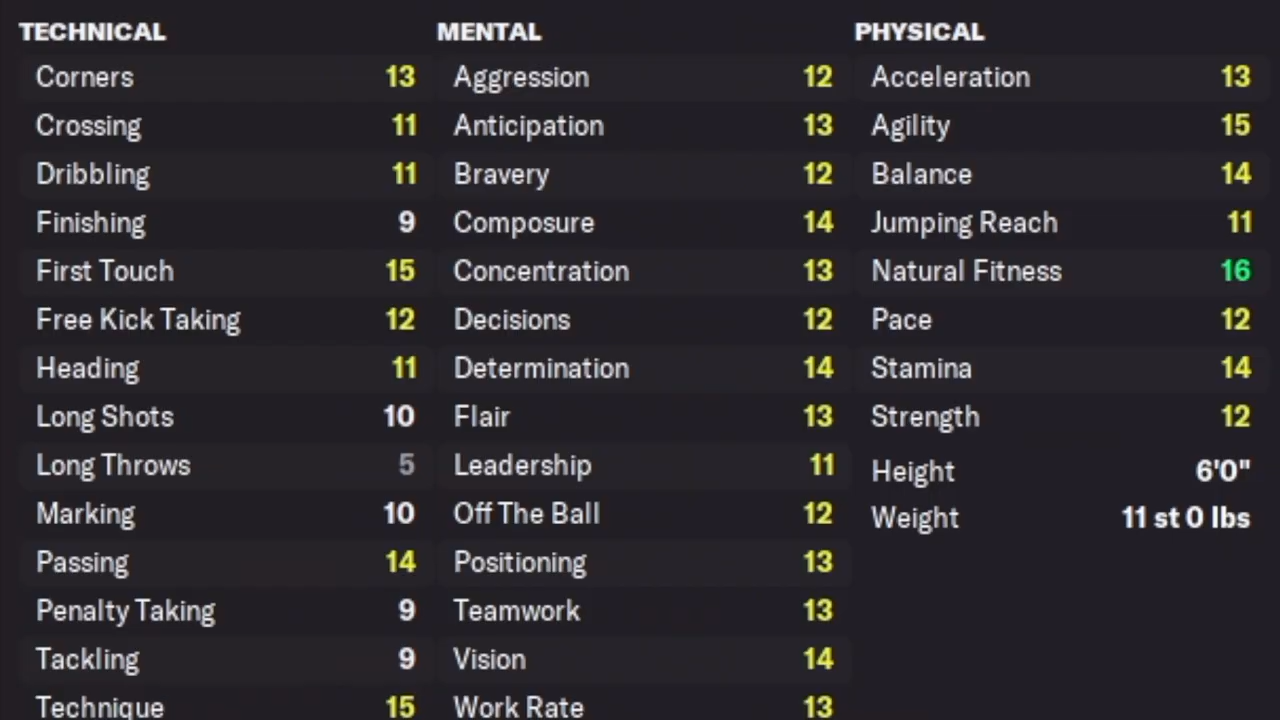 TECHNICAL MENTAL PHYSICAL
Corners 13 Aggression 12 Acceleration 13
Crossing 11 Anticipation 13 Agility 15
Dribbling 11 Bravery 12 Balance 14
Finishing 9 Composure 14 Jumping Reach 11
First Touch 15 Concentration 13 Natural Fitness 16
Free Kick Taking 12 Decisions 12 Pace 12
Heading 11 Determination 14 Stamina 14
Long Shots 10 Flair 13 Strength 12
Long Throws 5 Leadership 11 Height 6'0"
Marking 10 Off The Ball 12 Weight 11 st 0 lbs
Passing 14 Positioning 13
Penalty Taking 9 Teamwork 13
Tackling 9 Vision 14
Technique 15 Work Rate 13